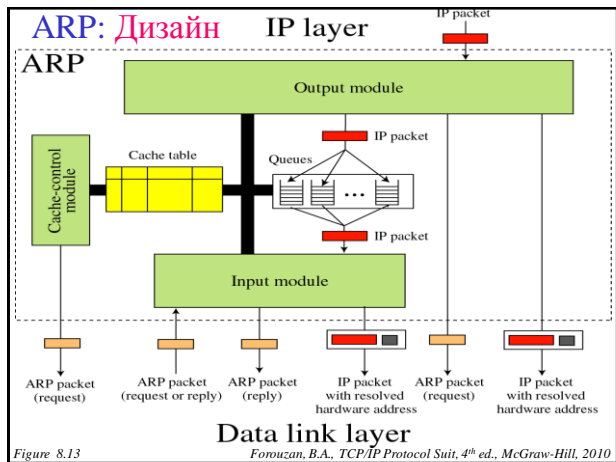 ARP: Дизайн
IP layer
IP packet
ARP
Output module
IP packet
Cache table
Queues
Cache-control
module
...
IP packet
Input module
ARP packet
(request)
ARP packet
(request or reply)
ARP packet
(reply)
IP packet
with resolved
hardware address
ARP packet
(request)
IP packet
with resolved
hardware address
Data link layer
Figure 8.13
Forouzan, B.A., TCP/IP Protocol Suit, 4th ed., McGraw-Hill, 2010